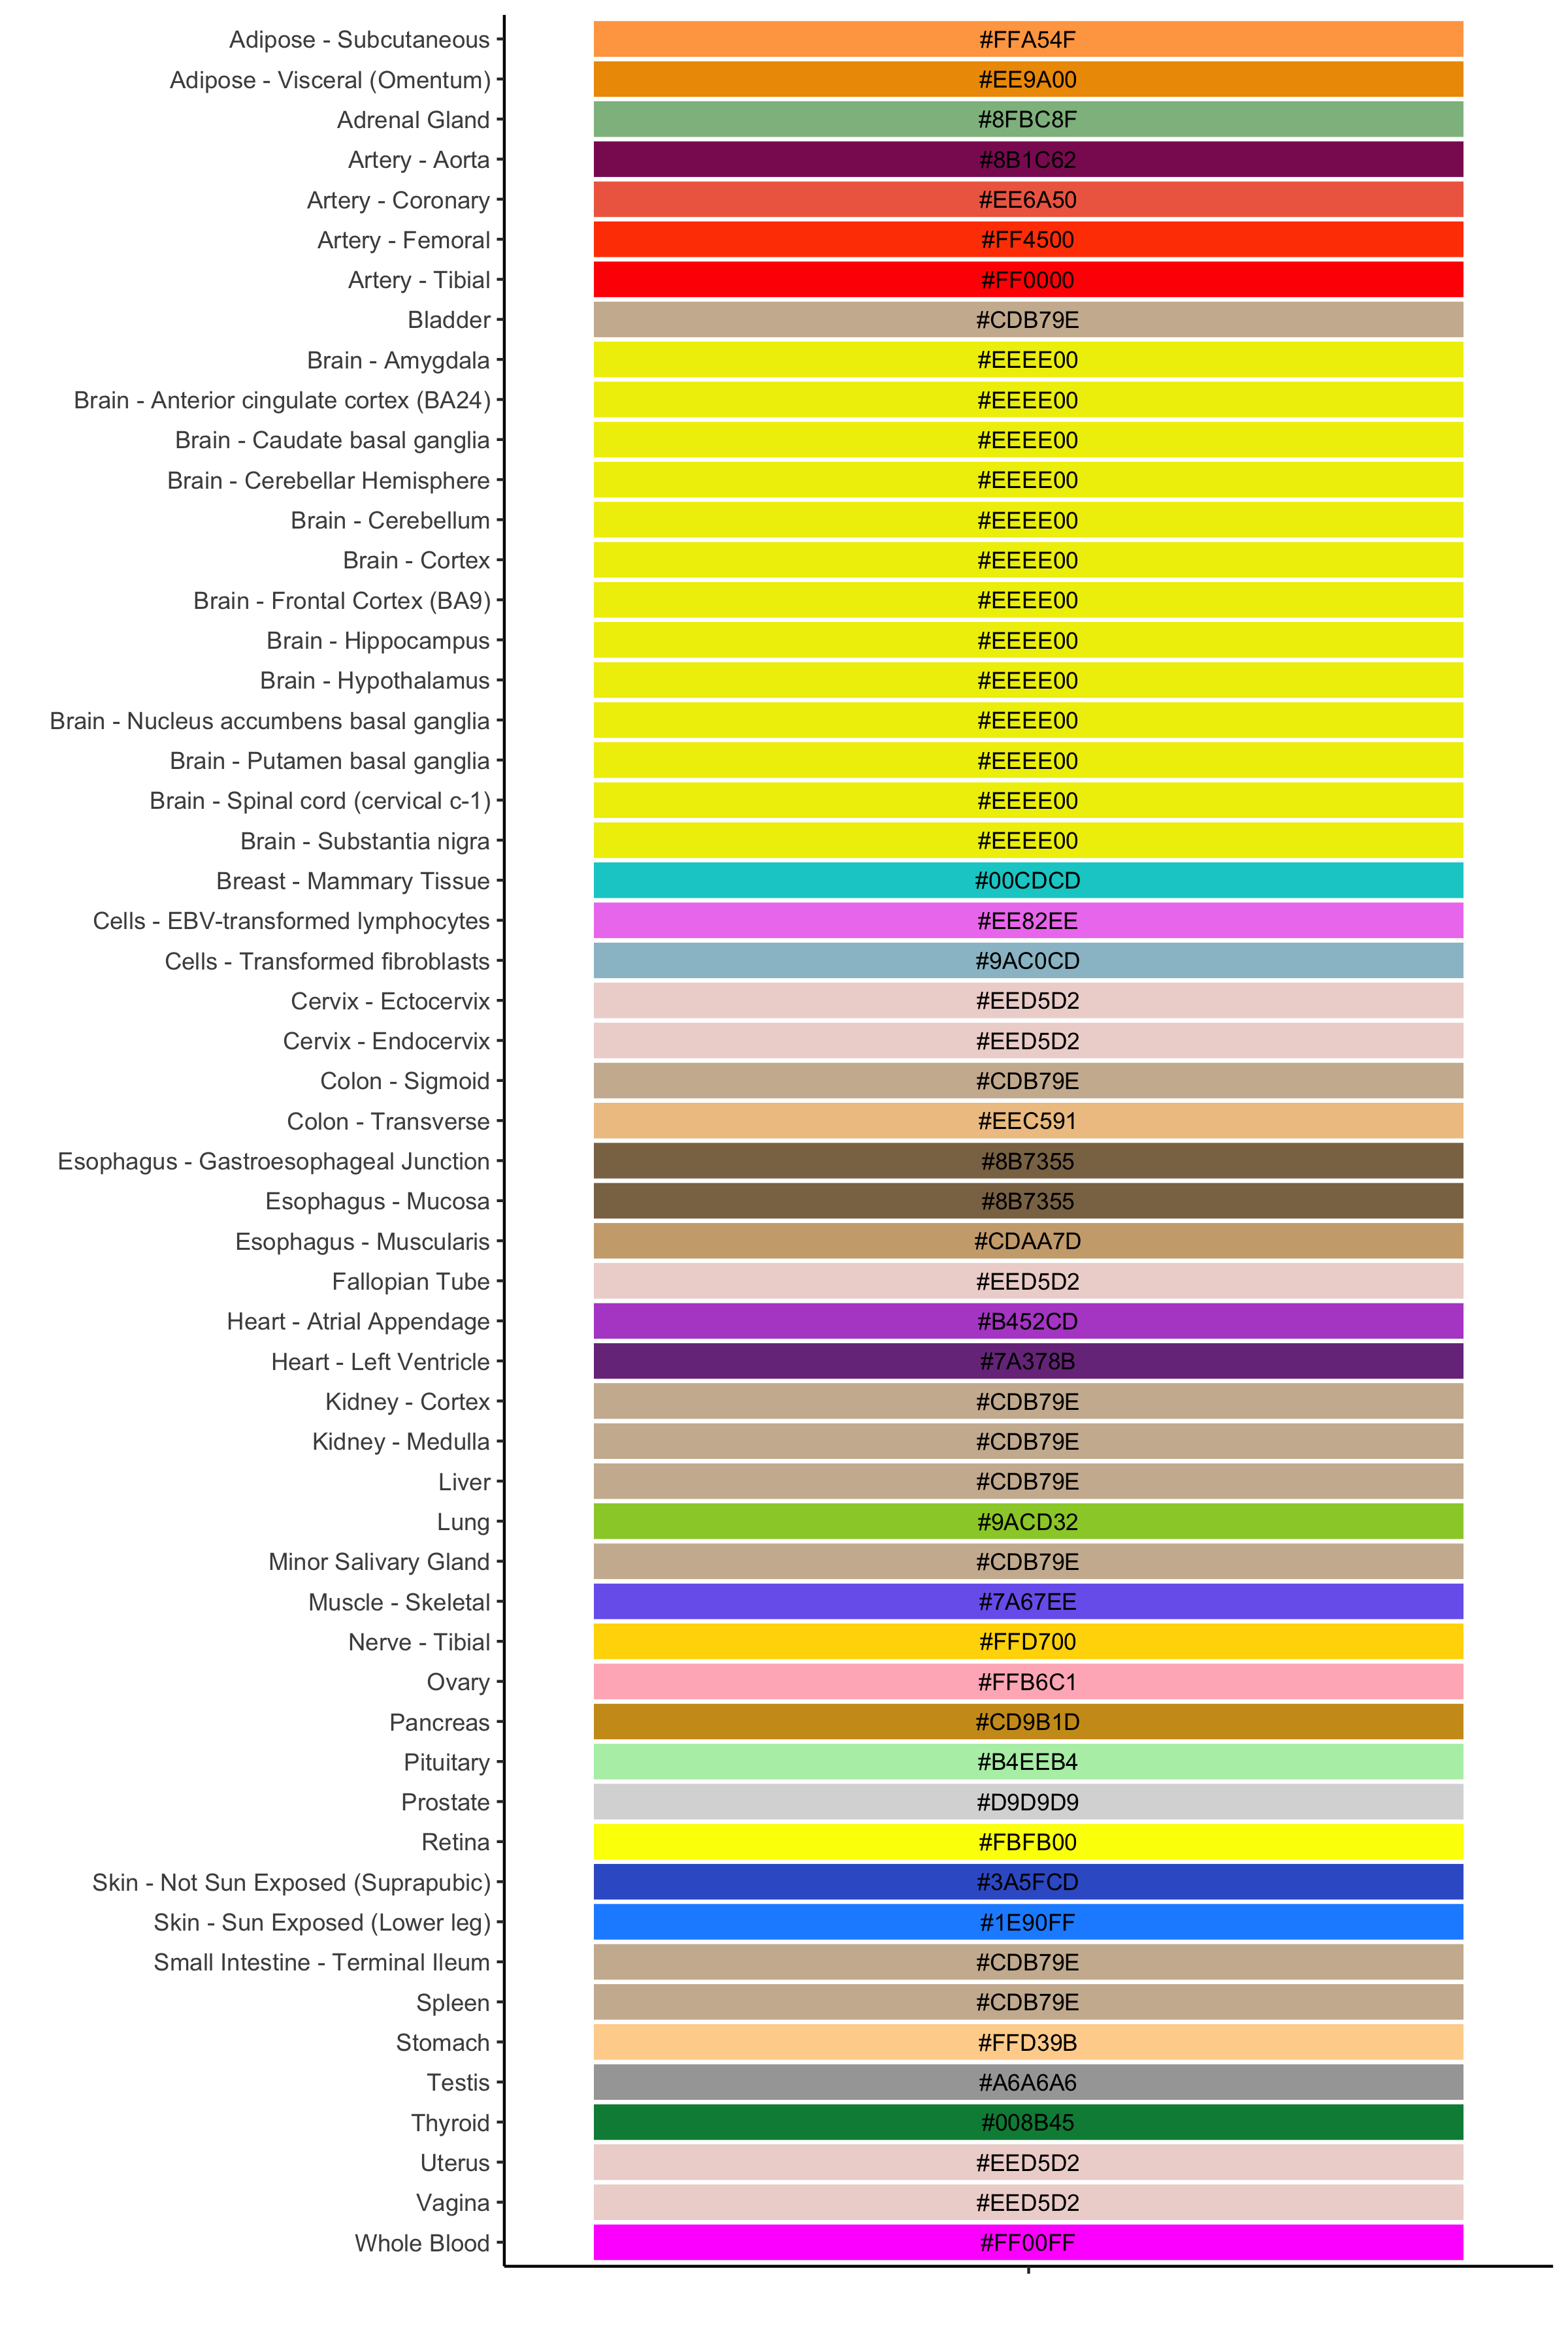 Adipose - Subcutaneous #FFA54F
Adipose - Visceral (Omentum) #EE9A00
Adrenal Gland #8FBC8F
Artery - Aorta #8B1C62
Artery - Coronary #EE6A50
Artery - Femoral #FF4500
Artery - Tibial #FF0000
Bladder #CDB79E
Brain - Amygdala #EEEE00
Brain - Anterior cingulate cortex (BA24) #EEEE00
Brain - Caudate basal ganglia #EEEE00
Brain - Cerebellar Hemisphere #EEEE00
Brain - Cerebellum #EEEE00
Brain - Cortex #EEEE00
Brain - Frontal Cortex (BA9) #EEEE00
Brain - Hippocampus #EEEE00
Brain - Hypothalamus #EEEE00
Brain - Nucleus accumbens basal ganglia #EEEE00
Brain - Putamen basal ganglia #EEEE00
Brain - Spinal cord (cervical c-1) #EEEE00
Brain - Substantia nigra #EEEE00
Breast - Mammary Tissue #00CDCD
Cells - EBV-transformed lymphocytes #EE82EE
Cells - Transformed fibroblasts #9AC0CD
Cervix - Ectocervix #EED5D2
Cervix - Endocervix #EED5D2
Colon - Sigmoid #CDB79E
Colon - Transverse #EEC591
Esophagus - Gastroesophageal Junction #8B7355
Esophagus - Mucosa #8B7355
Esophagus - Muscularis #CDAA7D
Fallopian Tube #EED5D2
Heart - Atrial Appendage #B452CD
Heart - Left Ventricle #7A378B
Kidney - Cortex #CDB79E
Kidney - Medulla #CDB79E
Liver #CDB79E
Lung #9ACD32
Minor Salivary Gland #CDB79E
Muscle - Skeletal #7A67EE
Nerve - Tibial #FFD700
Ovary #FFB6C1
Pancreas #CD9B1D
Pituitary #B4EEB4
Prostate #D9D9D9
Retina #FBFB00
Skin - Not Sun Exposed (Suprapubic) #3A5FCD
Skin - Sun Exposed (Lower leg) #1E90FF
Small Intestine - Terminal Ileum #CDB79E
Spleen #CDB79E
Stomach #FFD39B
Testis #A6A6A6
Thyroid #008B45
Uterus #EED5D2
Vagina #EED5D2
Whole Blood #FF00FF